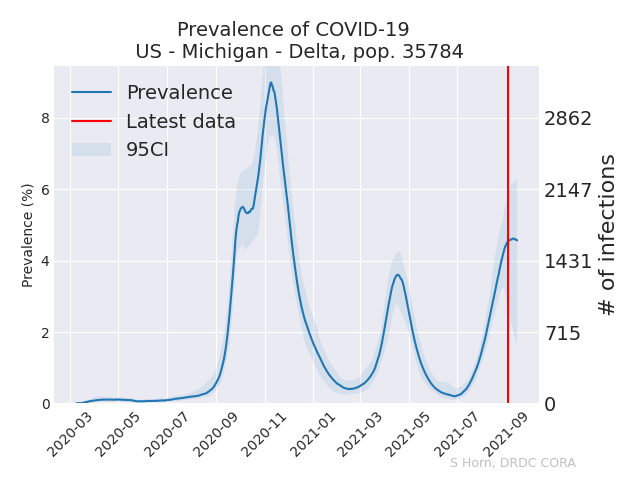 Prevalence of COVID-19
US - Michigan - Delta, pop. 35784
Prevalence
Latest data
95CI
Prevalence (%)
8
6
4
2
0
2862
2147
1431
715
0
# of infections
2020-03
2020-05
2020-07
2020-09
2020-11
2021-01
2021-03
2021-05
2021-07
2021-09
S Horn, DRDC CORA